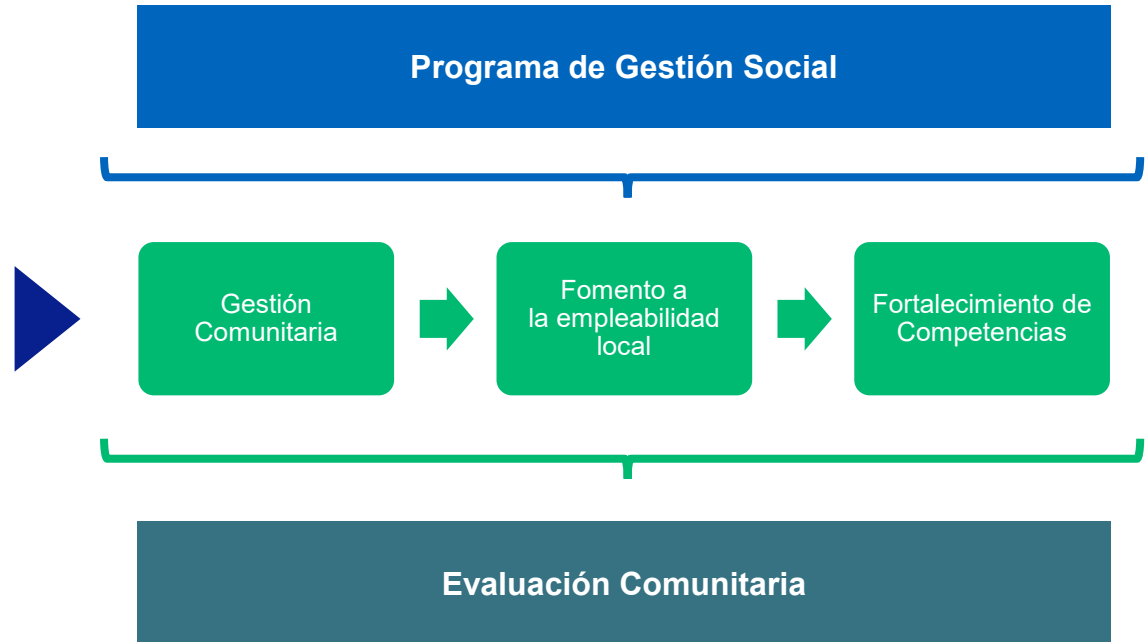 Programa de Gestión Social
Gestión
Comunitaria
Fomento a
la empleabilidad
local
Fortalecimiento de
Competencias
Evaluación Comunitaria